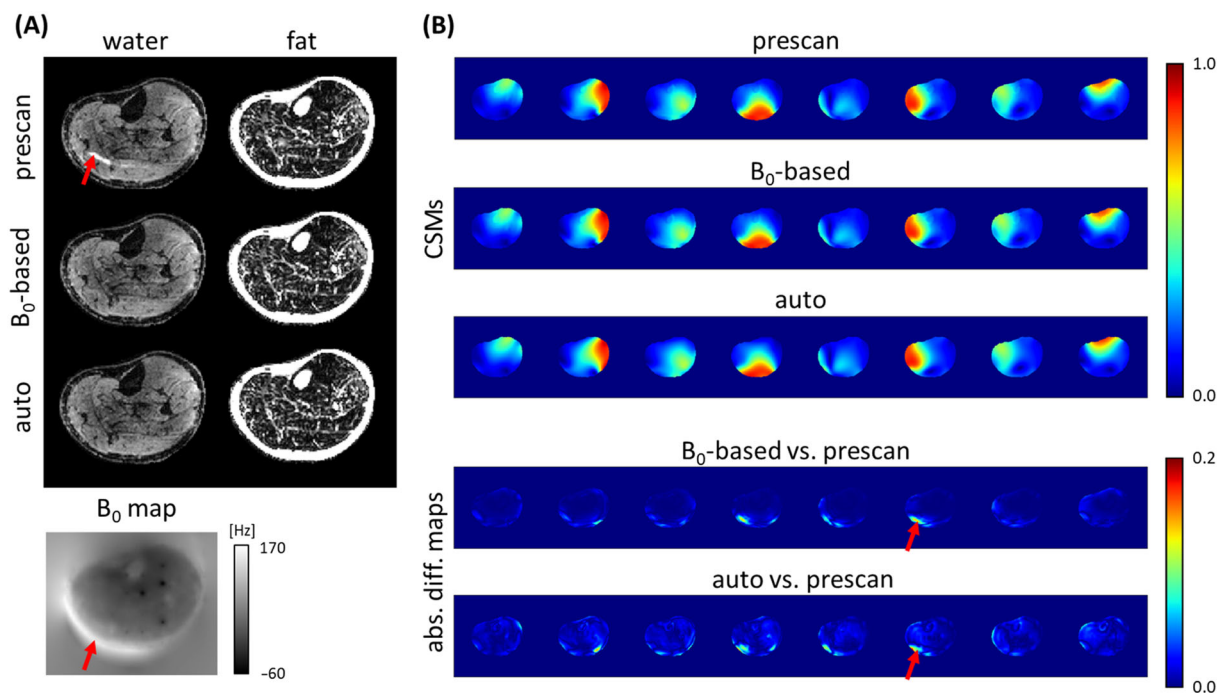 (A)
water fat
prescan
B₀-based
auto
B₀ map
[Hz]
170
–60
(B)
prescan
B₀-based
auto
CSMs
1.0
0.0
B₀-based vs. prescan
auto vs. prescan
abs. diff. maps
0.2
0.0